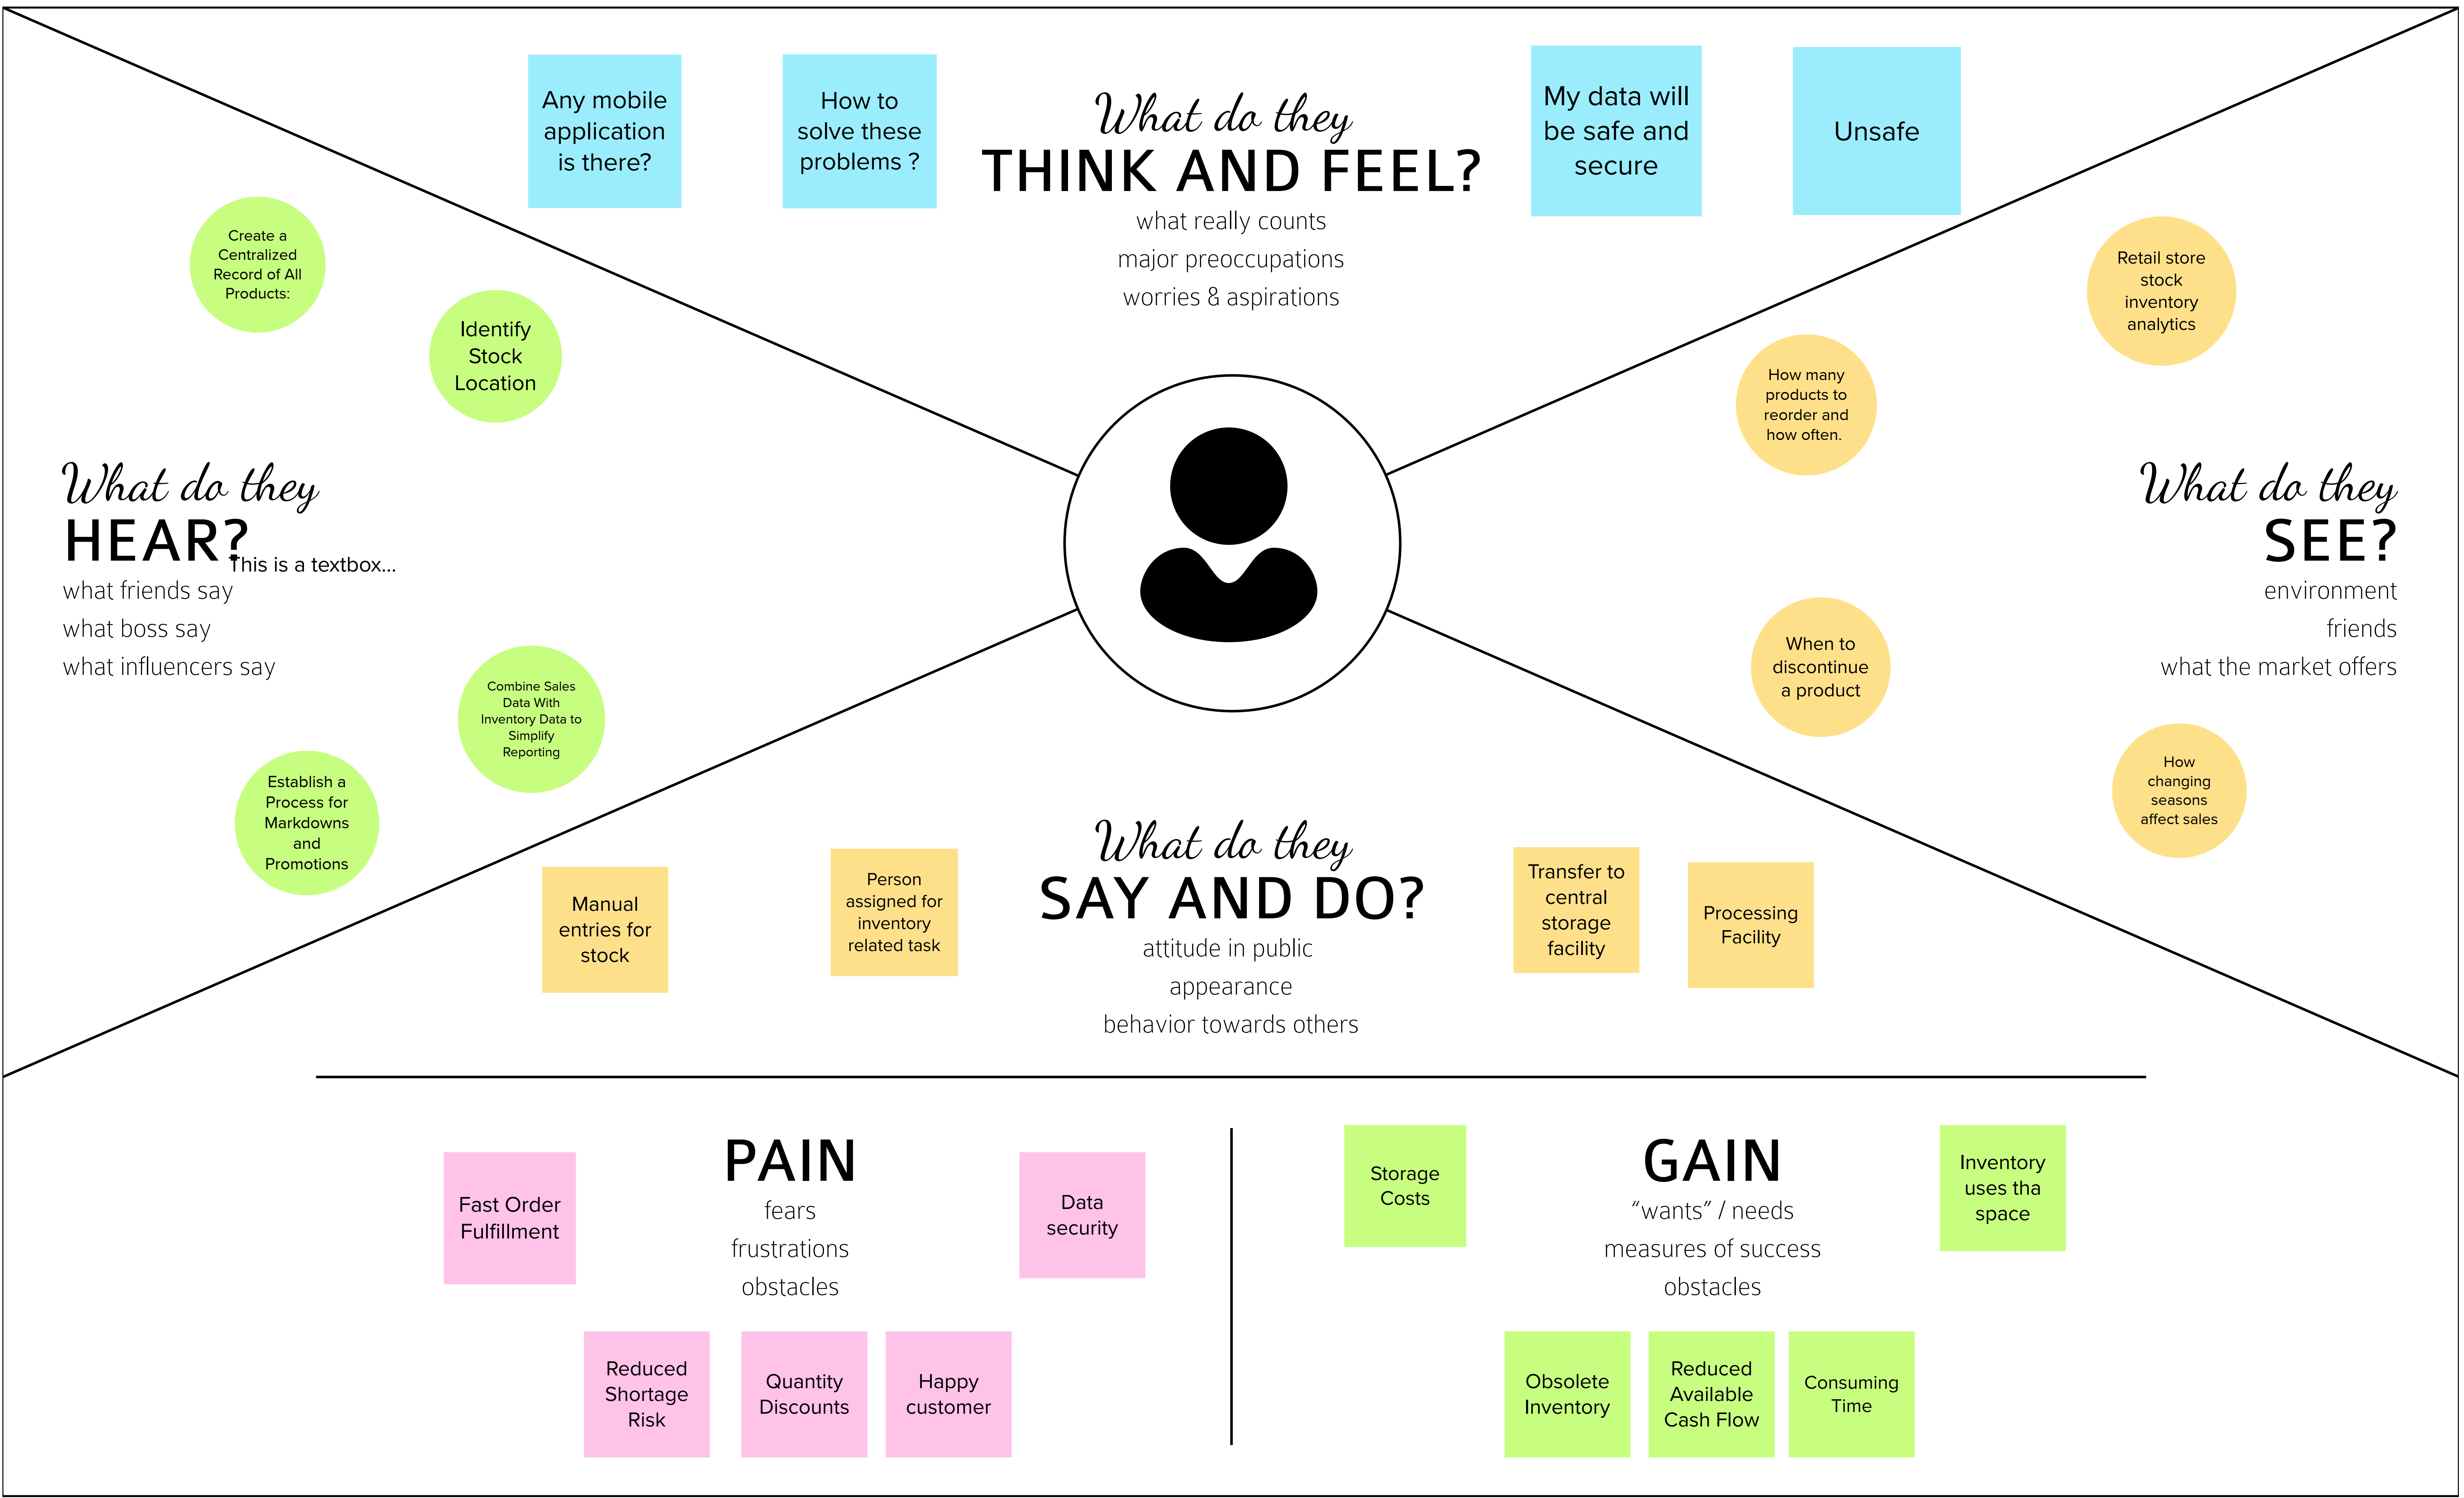 Any mobile
application
is there?
How to
solve these
problems ?
What do they
THINK AND FEEL?
what really counts
major preoccupations
worries & aspirations
My data will
be safe and
secure
Unsafe
Create a
Centralized
Record of All
Products:
Identify
Stock
Location
What do they
HEAR?
This is a textbox...
what friends say
what boss say
what influencers say
Combine Sales
Data With
Inventory Data to
Simplify
Reporting
Establish a
Process for
Markdowns
and
Promotions
Retail store
stock
inventory
analytics
How many
products to
reorder and
how often.
What do they
SEE?
environment
friends
what the market offers
When to
discontinue
a product
How
changing
seasons
affect sales
Manual
entries for
stock
Person
assigned for
inventory
related task
What do they
SAY AND DO?
attitude in public
appearance
behavior towards others
Transfer to
central
storage
facility
Processing
Facility
Fast Order
Fulfillment
PAIN
fears
frustrations
obstacles
Data
security
Reduced
Shortage
Risk
Quantity
Discounts
Happy
customer
Storage
Costs
GAIN
“wants” / needs
measures of success
obstacles
Inventory
uses tha
space
Obsolete
Inventory
Reduced
Available
Cash Flow
Consuming
Time